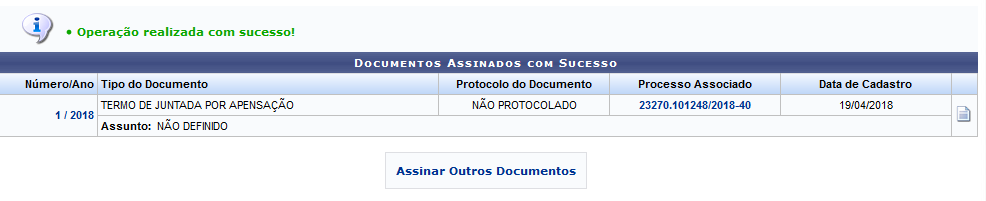 • Operação realizada com sucesso!
Documentos Assinados com Sucesso
Número/Ano Tipo do Documento Protocolo do Documento Processo Associado Data de Cadastro
1 / 2018 TERMO DE JUNTADA POR APENSAÇÃO NÃO PROTOCOLADO 23270.101248/2018-40 19/04/2018
Assunto: NÃO DEFINIDO
Assinar Outros Documentos